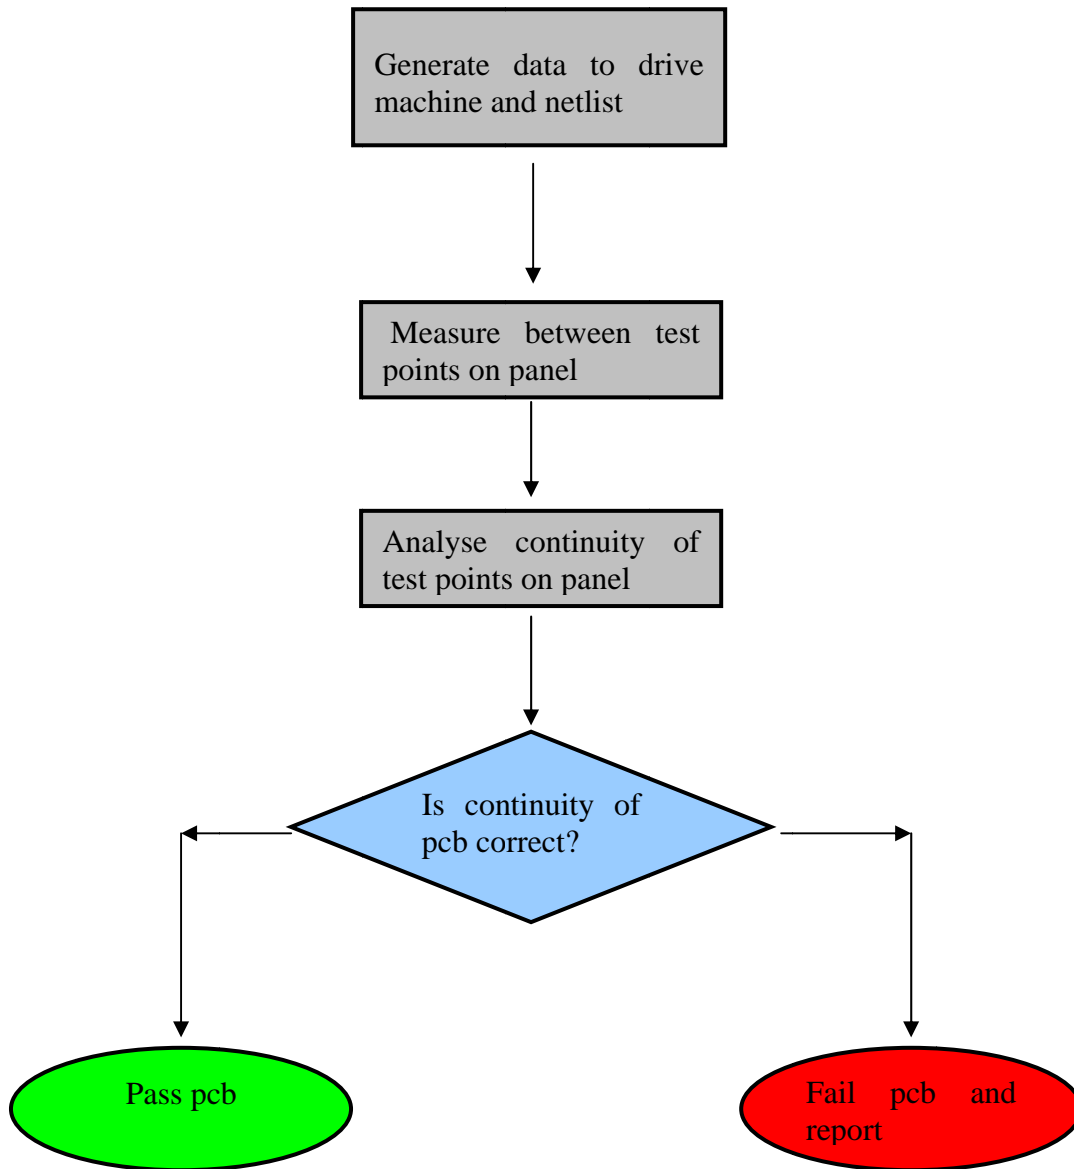 Generate data to drive
machine and netlist
Measure between test
points on panel
Analyse continuity of
test points on panel
Is continuity of
pcb correct?
Pass pcb
Fail pcb and
report